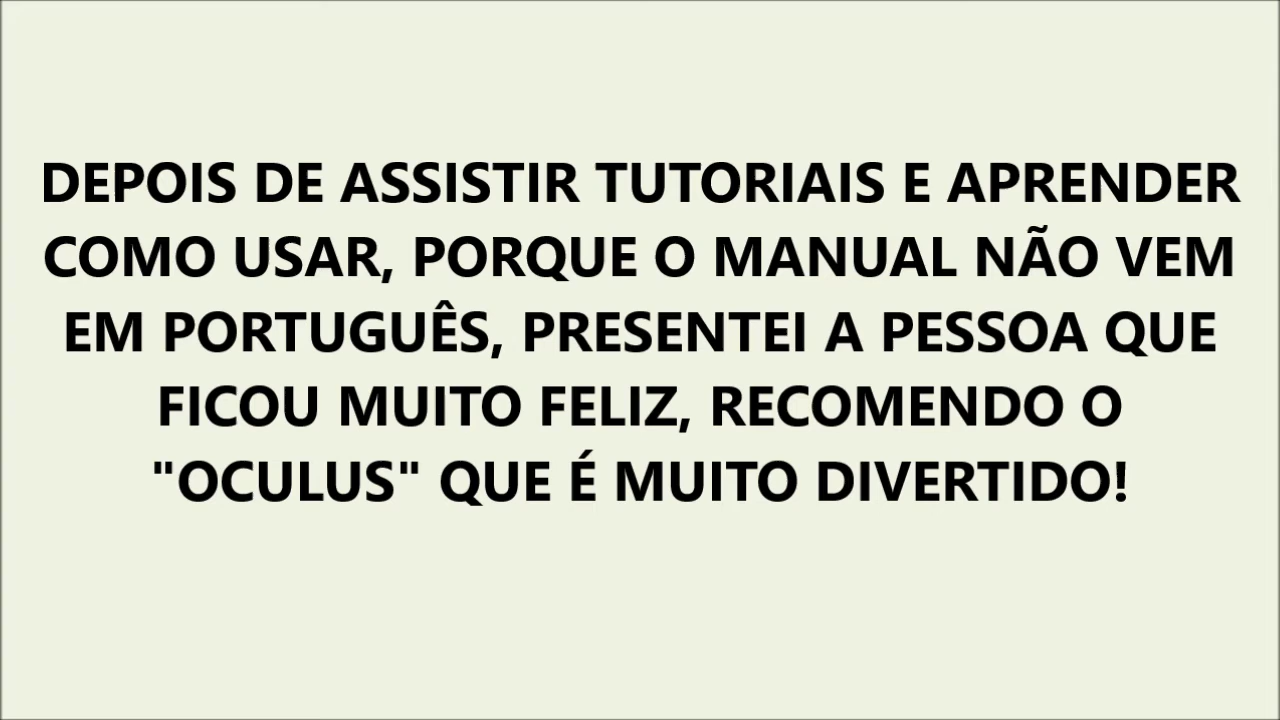 DEPOIS DE ASSISTIR TUTORIAIS E APRENDER
COMO USAR, PORQUE O MANUAL NÃO VEM
EM PORTUGUÊS, PRESENTEI A PESSOA QUE
FICOU MUITO FELIZ, RECOMENDO O
"OCULUS" QUE É MUITO DIVERTIDO!